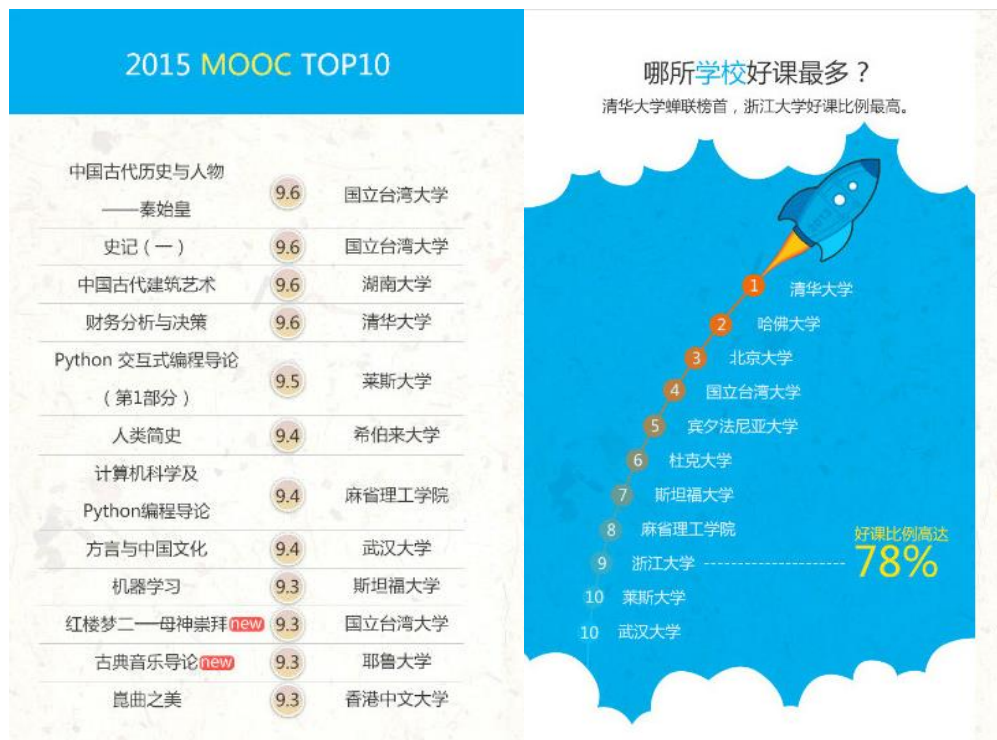 2015 MOOC TOP10
中国古代历史与人物
——秦始皇
9.6
国立台湾大学
史记（一）
9.6
国立台湾大学
中国古代建筑艺术
9.6
湖南大学
财务分析与决策
9.6
清华大学
Python 交互式编程导论
（第1部分）
9.5
莱斯大学
人类简史
9.4
希伯来大学
计算机科学及
Python编程导论
9.4
麻省理工学院
方言与中国文化
9.4
武汉大学
机器学习
9.3
斯坦福大学
红楼梦二——母神崇拜new
9.3
国立台湾大学
古典音乐导论new
9.3
耶鲁大学
崑曲之美
9.3
香港中文大学
哪所学校好课最多？
清华大学蝉联榜首，浙江大学好课比例最高。
1 清华大学
2 哈佛大学
3 北京大学
4 国立台湾大学
5 宾夕法尼亚大学
6 杜克大学
7 斯坦福大学
8 麻省理工学院
好课比例高达
9 浙江大学
78%
10 莱斯大学
10 武汉大学